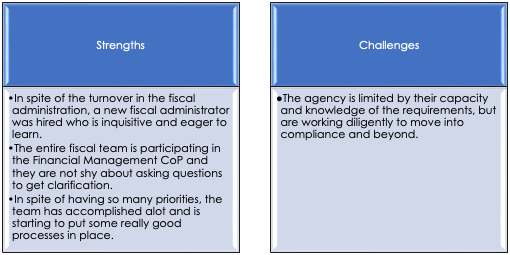 Strengths
•In spite of the turnover in the fiscal
administration, a new fiscal administrator
was hired who is inquisitive and eager to
learn.
•The entire fiscal team is participating in
the Financial Management CoP and
they are not shy about asking questions
to get clarification.
•In spite of having so many priorities, the
team has accomplished alot and is
starting to put some really good
processes in place.
Challenges
•The agency is limited by their capacity
and knowledge of the requirements, but
are working diligently to move into
compliance and beyond.